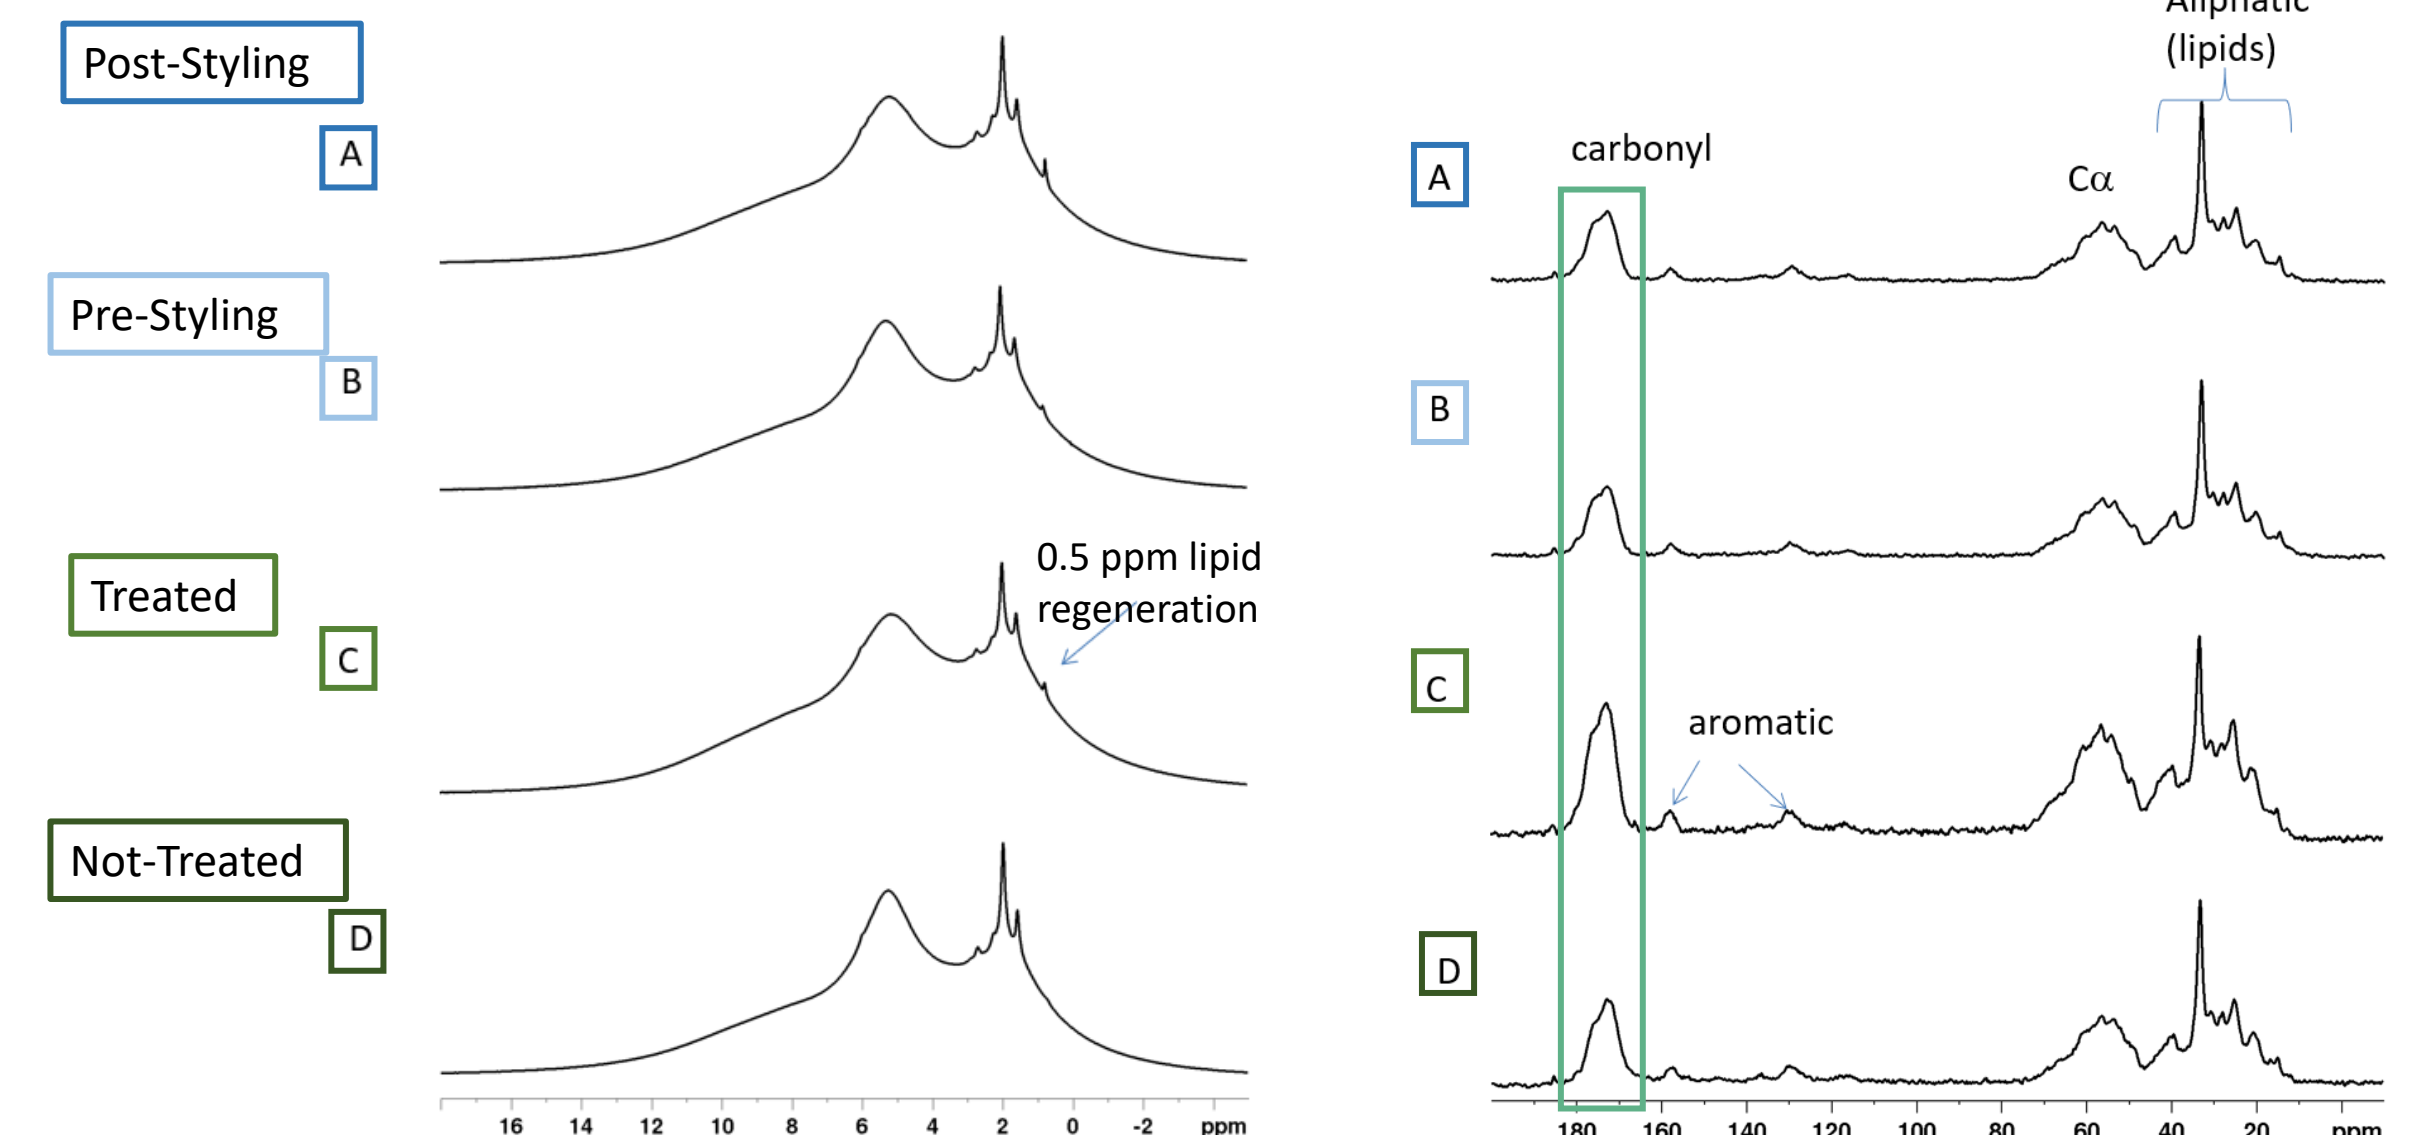 Post-Styling
A
Pre-Styling
B
Treated
C
0.5 ppm lipid
regeneration
Not-Treated
D
16 14 12 10 8 6 4 2 0 -2 ppm
Aliphatic
(lipids)
carbonyl
Cα
A
B
C
aromatic
D
180 160 140 120 100 80 60 40 20 ppm